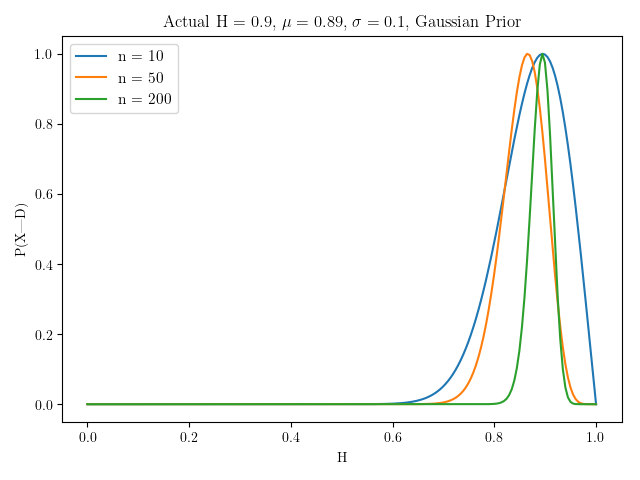 Actual H = 0.9, μ = 0.89, σ = 0.1, Gaussian Prior
n = 10
n = 50
n = 200
P(X—D)
1.0
0.8
0.6
0.4
0.2
0.0
0.0 0.2 0.4 0.6 0.8 1.0
H